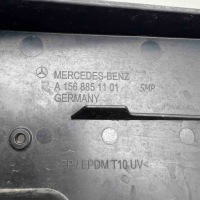 MERCEDES-BENZ
A 156 885 11 01
GERMANY
SMP
PP/EPDM T10 UV<